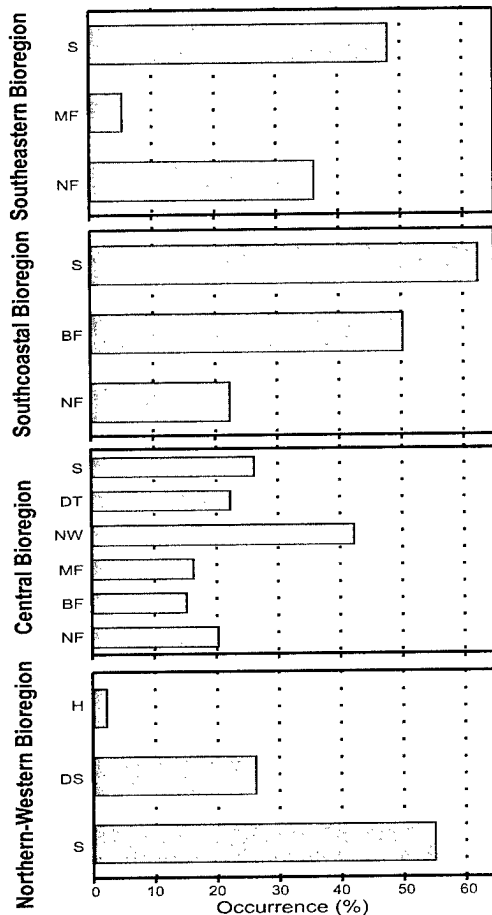 Southeastern Bioregion
S
MF
NF
Southcoastal Bioregion
S
BF
NF
Central Bioregion
S
DT
NW
MF
BF
NF
Northern-Western Bioregion
H
DS
S
0 10 20 30 40 50 60
Occurrence (%)